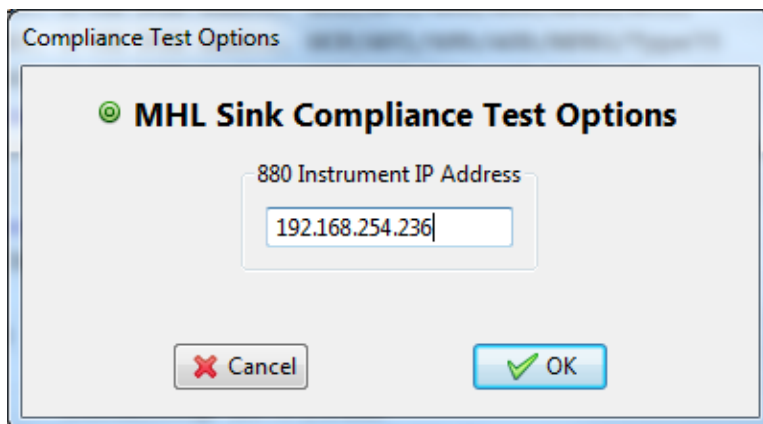 Compliance Test Options
MHL Sink Compliance Test Options
880 Instrument IP Address
192.168.254.236
Cancel
OK